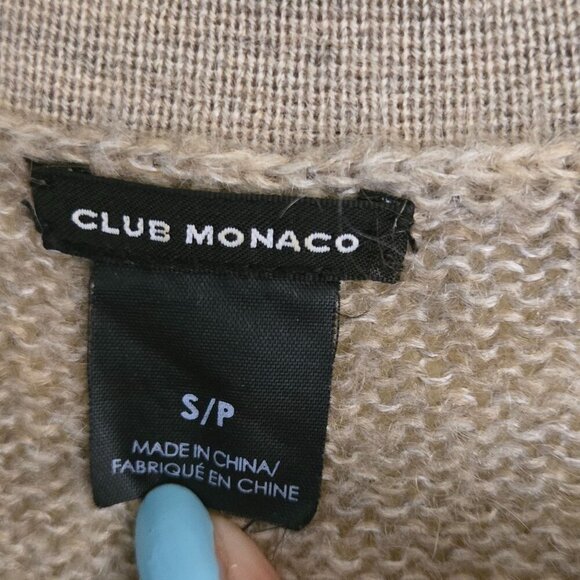 CLUB MONACO
S/P
MADE IN CHINA/
FABRIQUÉ EN CHINE